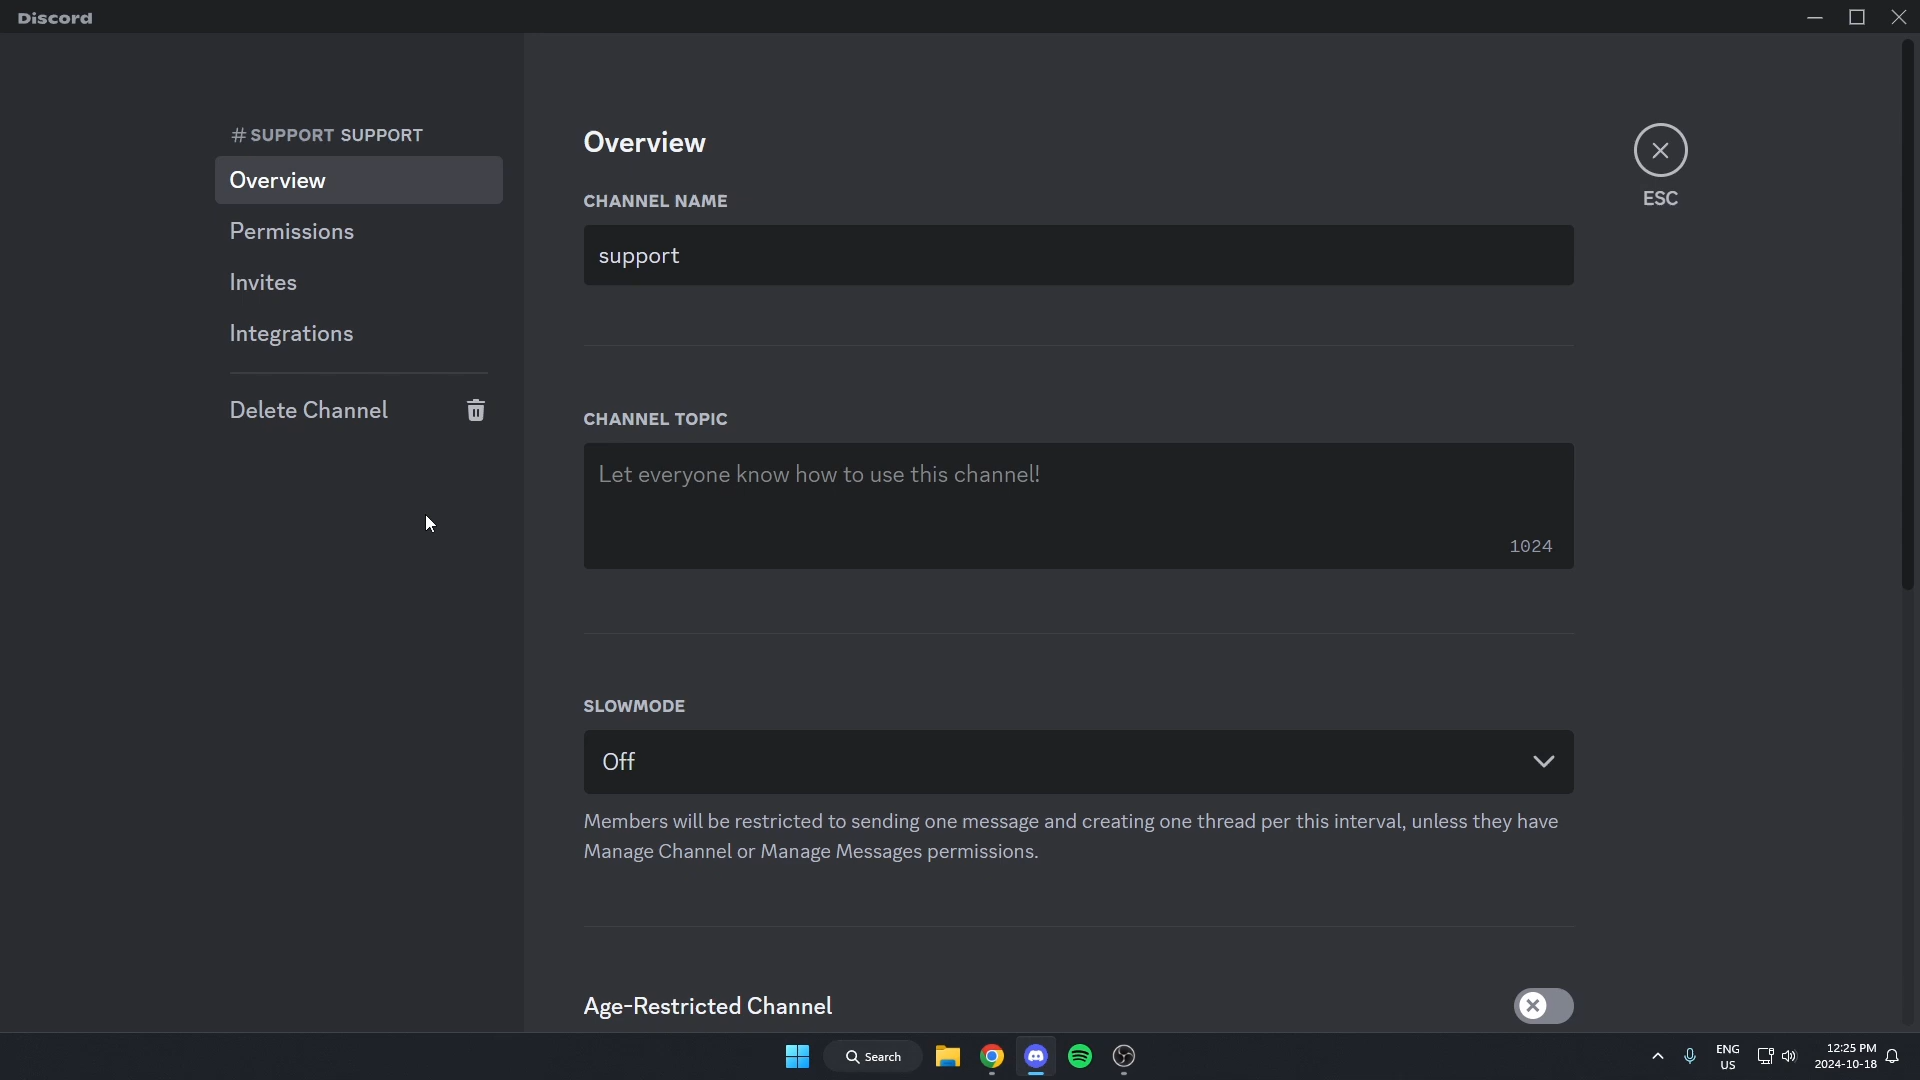 Discord
# SUPPORT SUPPORT
Overview
Permissions
Invites
Integrations
Delete Channel
Overview
ESC
CHANNEL NAME
support
CHANNEL TOPIC
Let everyone know how to use this channel!
1024
SLOWMODE
Off
Members will be restricted to sending one message and creating one thread per this interval, unless they have
Manage Channel or Manage Messages permissions.
Age-Restricted Channel
Search
ENG
US
12:25 PM
2024-10-18